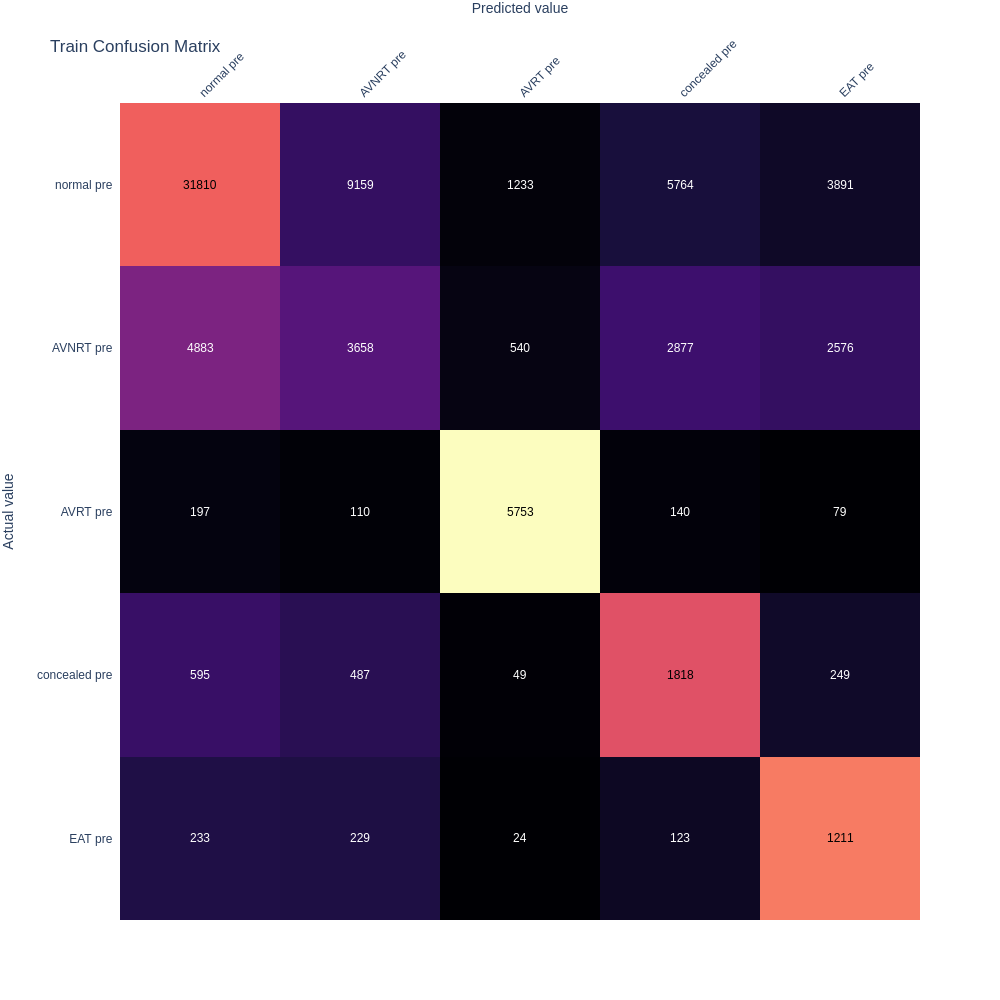 Predicted value
Train Confusion Matrix
normal pre
AVNRT pre
AVRT pre
concealed pre
EAT pre
normal pre 31810 9159 1233 5764 3891
AVNRT pre 4883 3658 540 2877 2576
Actual value
AVRT pre 197 110 5753 140 79
concealed pre 595 487 49 1818 249
EAT pre 233 229 24 123 1211